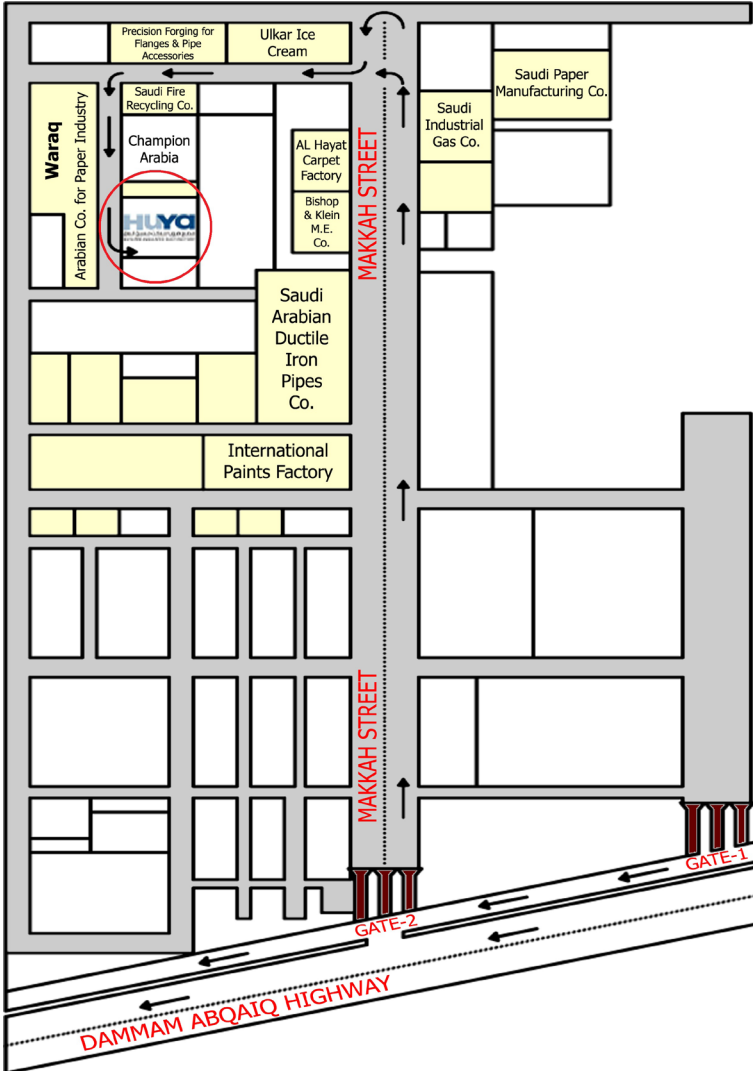 Precision Forging for
Flanges & Pipe
Accessories
Ulkar Ice
Cream
Saudi Paper
Manufacturing Co.
Saudi Fire
Recycling Co.
Waraq
Arabian Co. for Paper Industry
Champion
Arabia
AL Hayat
Carpet
Factory
Saudi
Industrial
Gas Co.
MAKKAH STREET
HUYA
Bishop
& Klein
M.E.
Co.
Saudi
Arabian
Ductile
Iron
Pipes
Co.
International
Paints Factory
MAKKAH STREET
GATE-1
GATE-2
DAMMAM ABQAIQ HIGHWAY